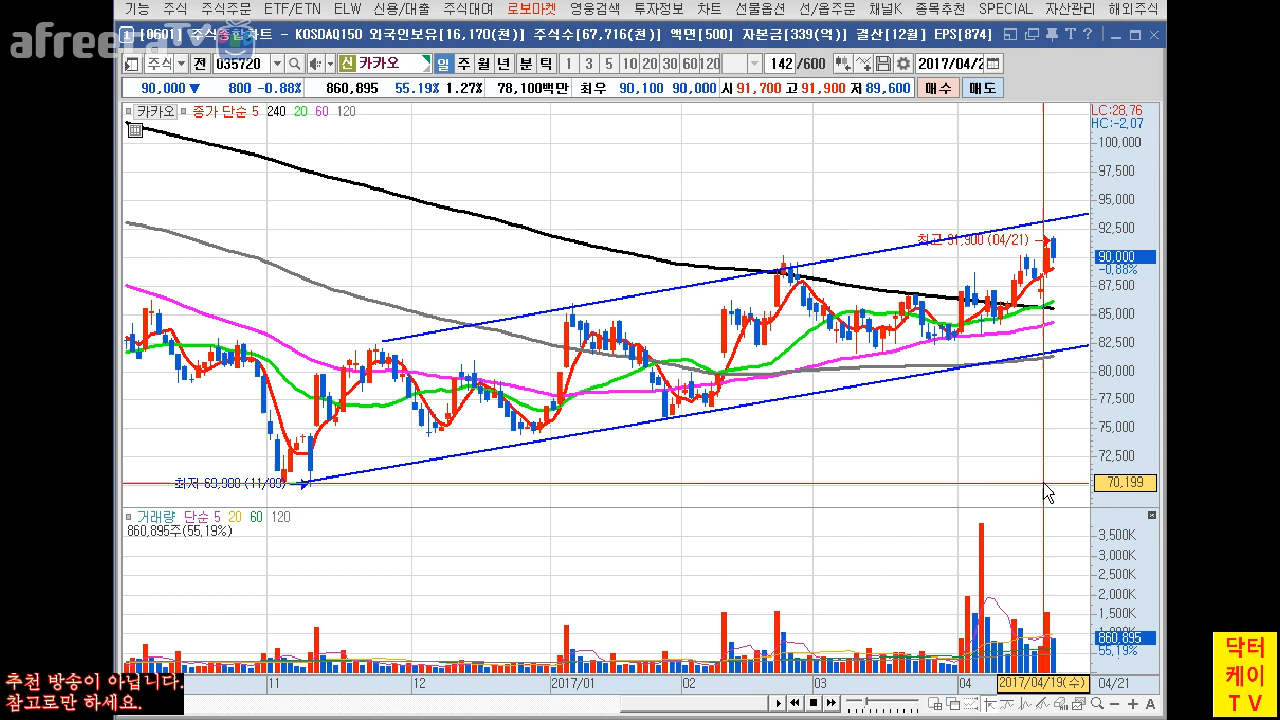 기능 주식 주식주문 ETF/ETN ELW 신용/대출 주식대여 로보마켓 영웅검색 투자정보 차트 선물옵션 선/옵주문 채널K 종목추천 SPECIAL 자산관리 해외주식
afreecaTV
1 [0601] 주식종합차트 - KOSDAQ150 외국인보유[16,170(천)] 주식수[67,716(천)] 액면[500] 자본금[339(억)] 결산[12월] EPS[874]
주식 전 035720 신 카카오 일 주 월 년 분 틱 1 3 5 10 20 30 60 120 142 /600 2017/04/2
90,000 ▼ 800 -0.88% 860,895 55.19% 1.27% 78,100백만 최우 90,100 90,000 시 91,700 고 91,900 저 89,600 매수 매도
카카오 종가 단순 5 240 20 60 120
LC:28.76
HC:-2.07
100,000
97,500
95,000
92,500
최고 91,900 (04/21)
90,000
-0.88%
87,500
85,000
82,500
80,000
77,500
75,000
72,500
최저 69,900 (11/09)
70,199
거래량 단순 5 20 60 120
860,895주(55.19%)
3,500K
3,000K
2,500K
2,000K
1,500K
860,895
55.19%
11 12 2017/01 02 03 04 2017/04/19(수) 04/21
추천 방송이 아닙니다.
참고로만 하세요.
닥터
케이
T V